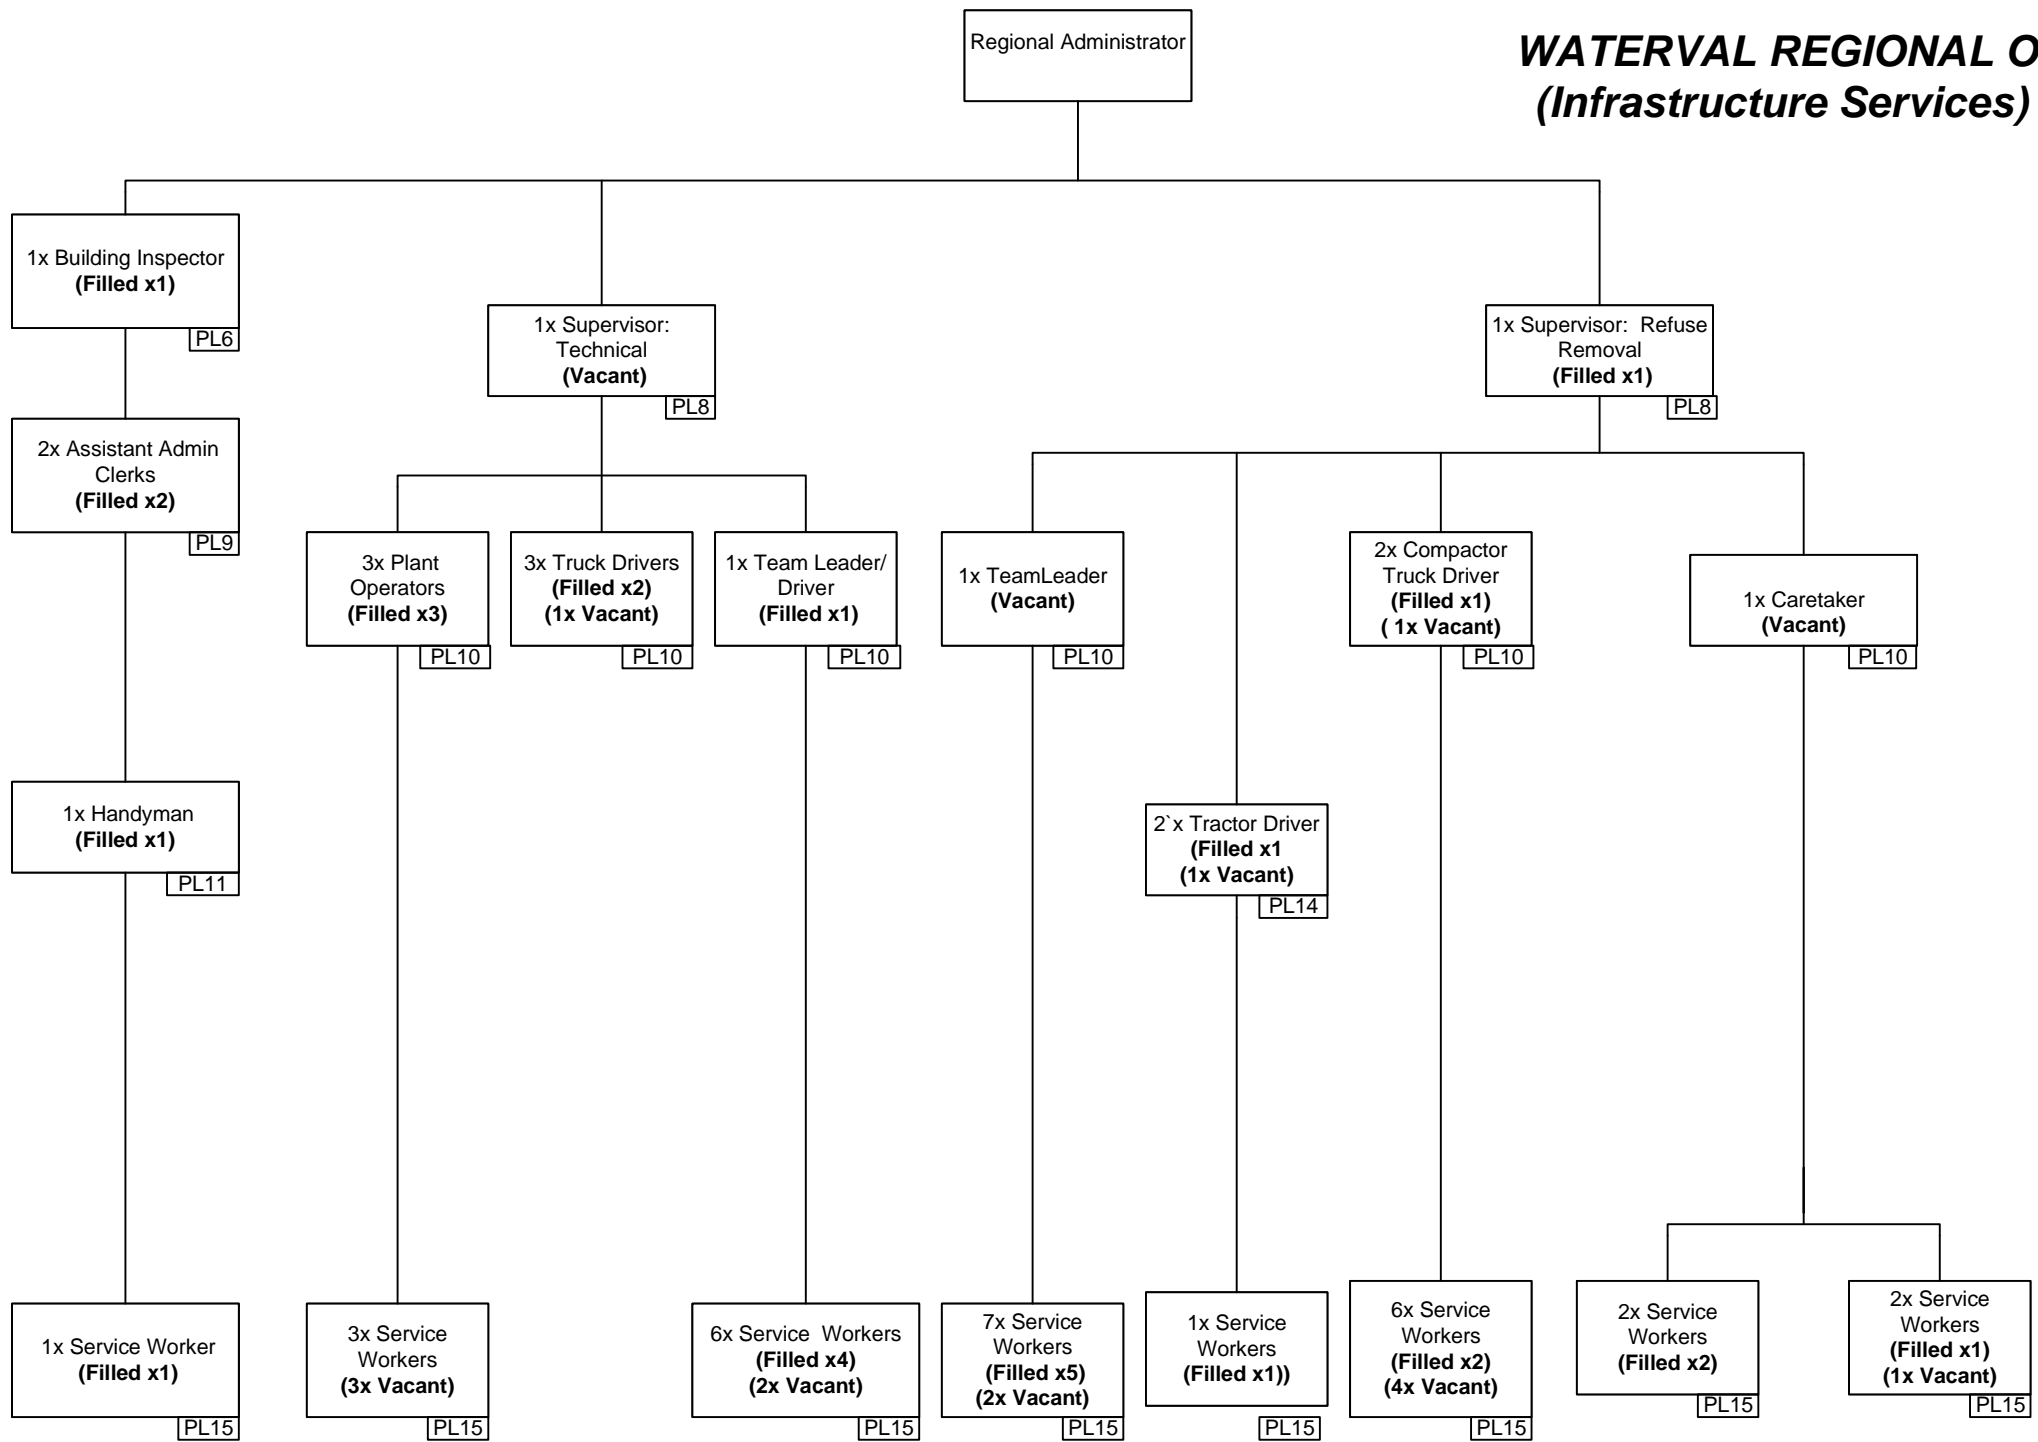 Regional Administrator
WATERVAL REGIONAL O
(Infrastructure Services)
1x Building Inspector
(Filled x1)
PL6
1x Supervisor:
Technical
(Vacant)
PL8
1x Supervisor: Refuse
Removal
(Filled x1)
PL8
2x Assistant Admin
Clerks
(Filled x2)
PL9
3x Plant
Operators
(Filled x3)
PL10
3x Truck Drivers
(Filled x2)
(1x Vacant)
PL10
1x Team Leader/
Driver
(Filled x1)
PL10
1x TeamLeader
(Vacant)
PL10
2x Compactor
Truck Driver
(Filled x1)
( 1x Vacant)
PL10
1x Caretaker
(Vacant)
PL10
1x Handyman
(Filled x1)
PL11
2`x Tractor Driver
(Filled x1
(1x Vacant)
PL14
1x Service Worker
(Filled x1)
PL15
3x Service
Workers
(3x Vacant)
PL15
6x Service Workers
(Filled x4)
(2x Vacant)
PL15
7x Service
Workers
(Filled x5)
(2x Vacant)
PL15
1x Service
Workers
(Filled x1))
PL15
6x Service
Workers
(Filled x2)
(4x Vacant)
PL15
2x Service
Workers
(Filled x2)
PL15
2x Service
Workers
(Filled x1)
(1x Vacant)
PL15